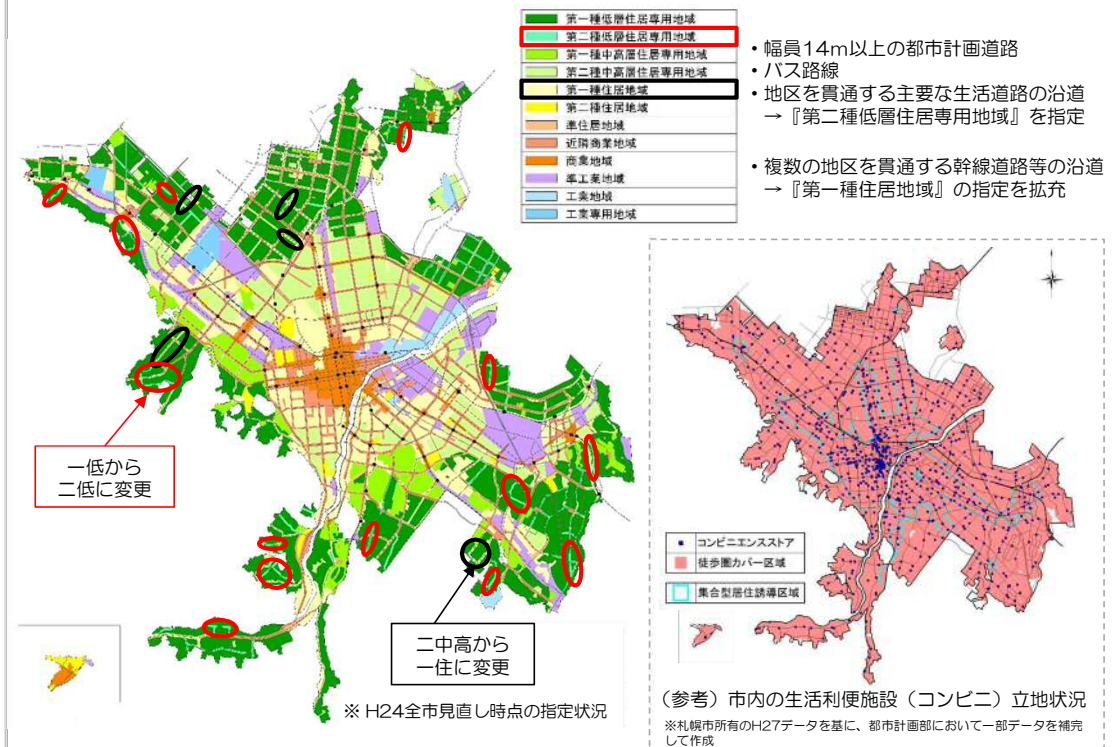 第一種低層住居専用地域
第二種低層住居専用地域
第一種中高層住居専用地域
第二種中高層住居専用地域
第一種住居地域
第二種住居地域
準住居地域
近隣商業地域
商業地域
準工業地域
工業地域
工業専用地域
・幅員14m以上の都市計画道路
・バス路線
・地区を貫通する主要な生活道路の沿道
→『第二種低層住居専用地域』を指定
・複数の地区を貫通する幹線道路等の沿道
→『第一種住居地域』の指定を拡充
一低から
二低に変更
二中高から
一住に変更
※ H24全市見直し時点の指定状況
コンビニエンスストア
徒歩圏カバー区域
集合型居住誘導区域
（参考）市内の生活利便施設（コンビニ）立地状況
※札幌市所有のH27データを基に、都市計画部において一部データを補完
して作成